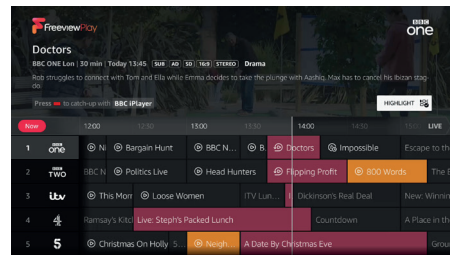 FreeviewPlay
BBC one
Doctors
BBC ONE Lon | 30 min | Today 13:45 SUB AD SD 16:9 STEREO Drama
Rob struggles to connect with Tom and Ella while Emma decides to take the plunge with Aashiq. Max has to cancel his Ibizan stag-
do.
Press to catch-up with BBC iPlayer
HIGHLIGHT
Now 12:00 12:30 13:00 13:30 14:00 14:30 LIVE
1 BBC one Ni Bargain Hunt BBC N... B. Doctors Impossible Escape to th
2 BBC TWO BBC N Politics Live Head Hunters Flipping Profit 800 Words The E
3 itv This Morn Loose Women ITV Lun... Dickinson's Real Deal New: Winnin
4 4 Ramsay's Kitc Live: Steph's Packed Lunch Countdown A Place in th
5 5 Christmas On Holly S... Neigh... A Date By Christmas Eve Grou